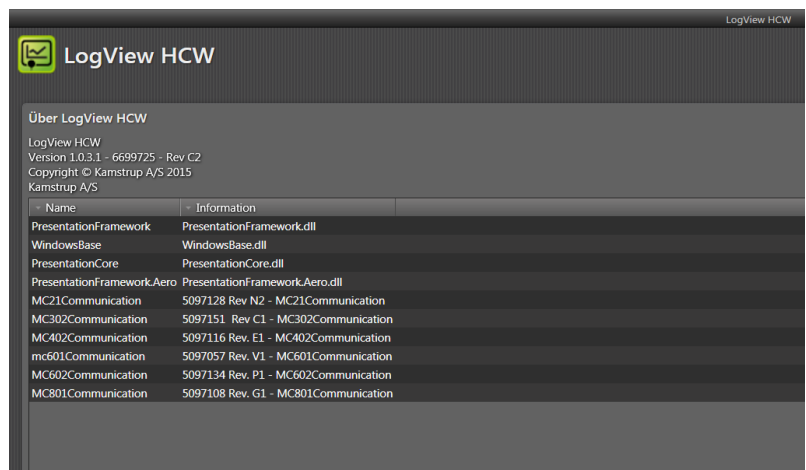 LogView HCW
LogView HCW
Über LogView HCW
LogView HCW
Version 1.0.3.1 - 6699725 - Rev C2
Copyright © Kamstrup A/S 2015
Kamstrup A/S
Name Information
PresentationFramework PresentationFramework.dll
WindowsBase WindowsBase.dll
PresentationCore PresentationCore.dll
PresentationFramework.Aero PresentationFramework.Aero.dll
MC21Communication 5097128 Rev N2 - MC21Communication
MC302Communication 5097151  Rev C1 - MC302Communication
MC402Communication 5097116 Rev. E1 - MC402Communication
mc601Communication 5097057 Rev. V1 - MC601Communication
MC602Communication 5097134 Rev. P1 - MC602Communication
MC801Communication 5097108 Rev. G1 - MC801Communication